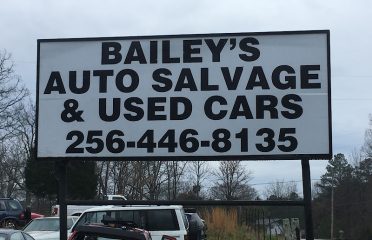 BAILEY'S
AUTO SALVAGE
& USED CARS
256-446-8135